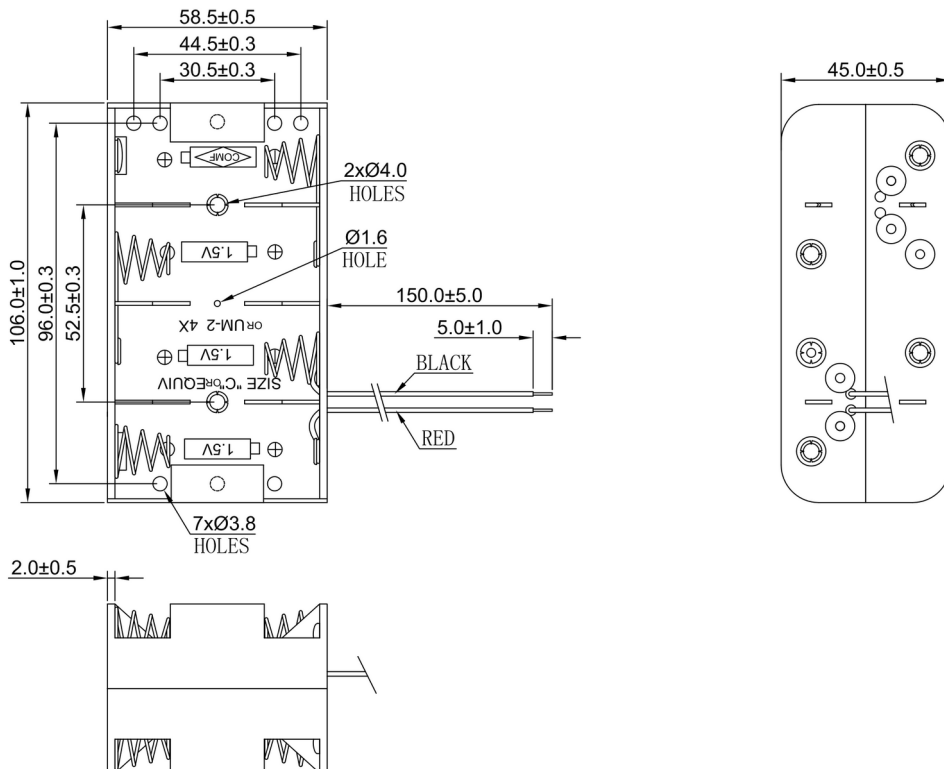 58.5±0.5
44.5±0.3
30.5±0.3
45.0±0.5
COMF
2xØ4.0
HOLES
Ø1.6
HOLE
1.5V
150.0±5.0
5.0±1.0
OR UM-2 4X
1.5V
BLACK
SIZE "C" OR EQUIV
RED
1.5V
106.0±1.0
96.0±0.3
52.5±0.3
7xØ3.8
HOLES
2.0±0.5